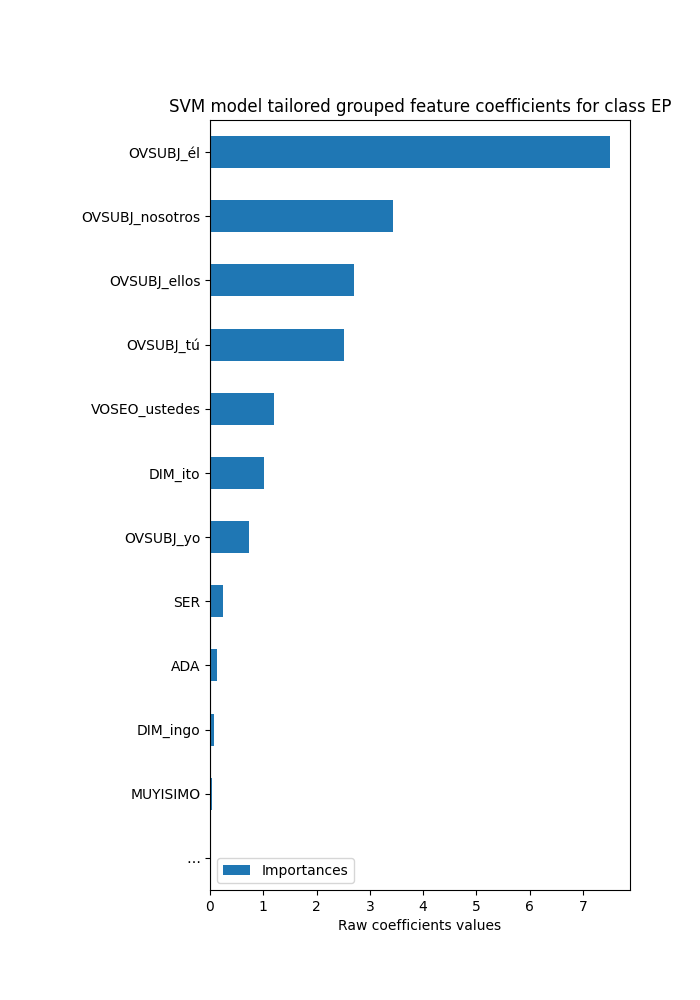 SVM model tailored grouped feature coefficients for class EP
OVSUBJ_él
OVSUBJ_nosotros
OVSUBJ_ellos
OVSUBJ_tú
VOSEO_ustedes
DIM_ito
OVSUBJ_yo
SER
ADA
DIM_ingo
MUYISIMO
...
Importances
0 1 2 3 4 5 6 7
Raw coefficients values